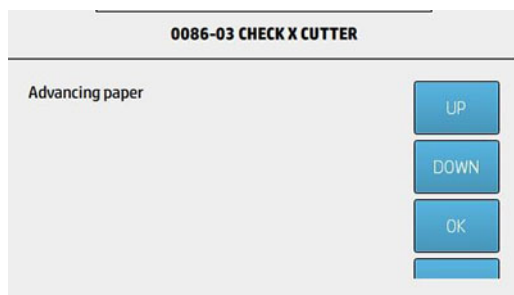 0086-03 CHECK X CUTTER
Advancing paper
UP
DOWN
OK